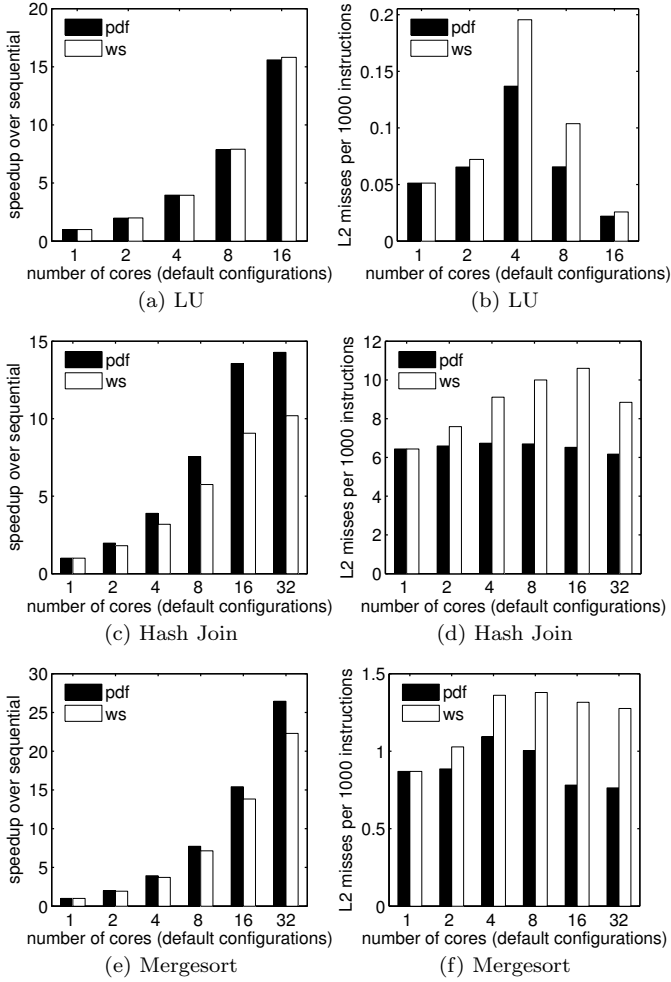 speedup over sequential
20
15
10
5
0
pdf
ws
1 2 4 8 16
number of cores (default configurations)
(a) LU
L2 misses per 1000 instructions
0.2
0.15
0.1
0.05
0
pdf
ws
1 2 4 8 16
number of cores (default configurations)
(b) LU
speedup over sequential
15
10
5
0
pdf
ws
1 2 4 8 16 32
number of cores (default configurations)
(c) Hash Join
L2 misses per 1000 instructions
12
10
8
6
4
2
0
pdf
ws
1 2 4 8 16 32
number of cores (default configurations)
(d) Hash Join
speedup over sequential
30
25
20
15
10
5
0
pdf
ws
1 2 4 8 16 32
number of cores (default configurations)
(e) Mergesort
L2 misses per 1000 instructions
1.5
1
0.5
0
pdf
ws
1 2 4 8 16 32
number of cores (default configurations)
(f) Mergesort